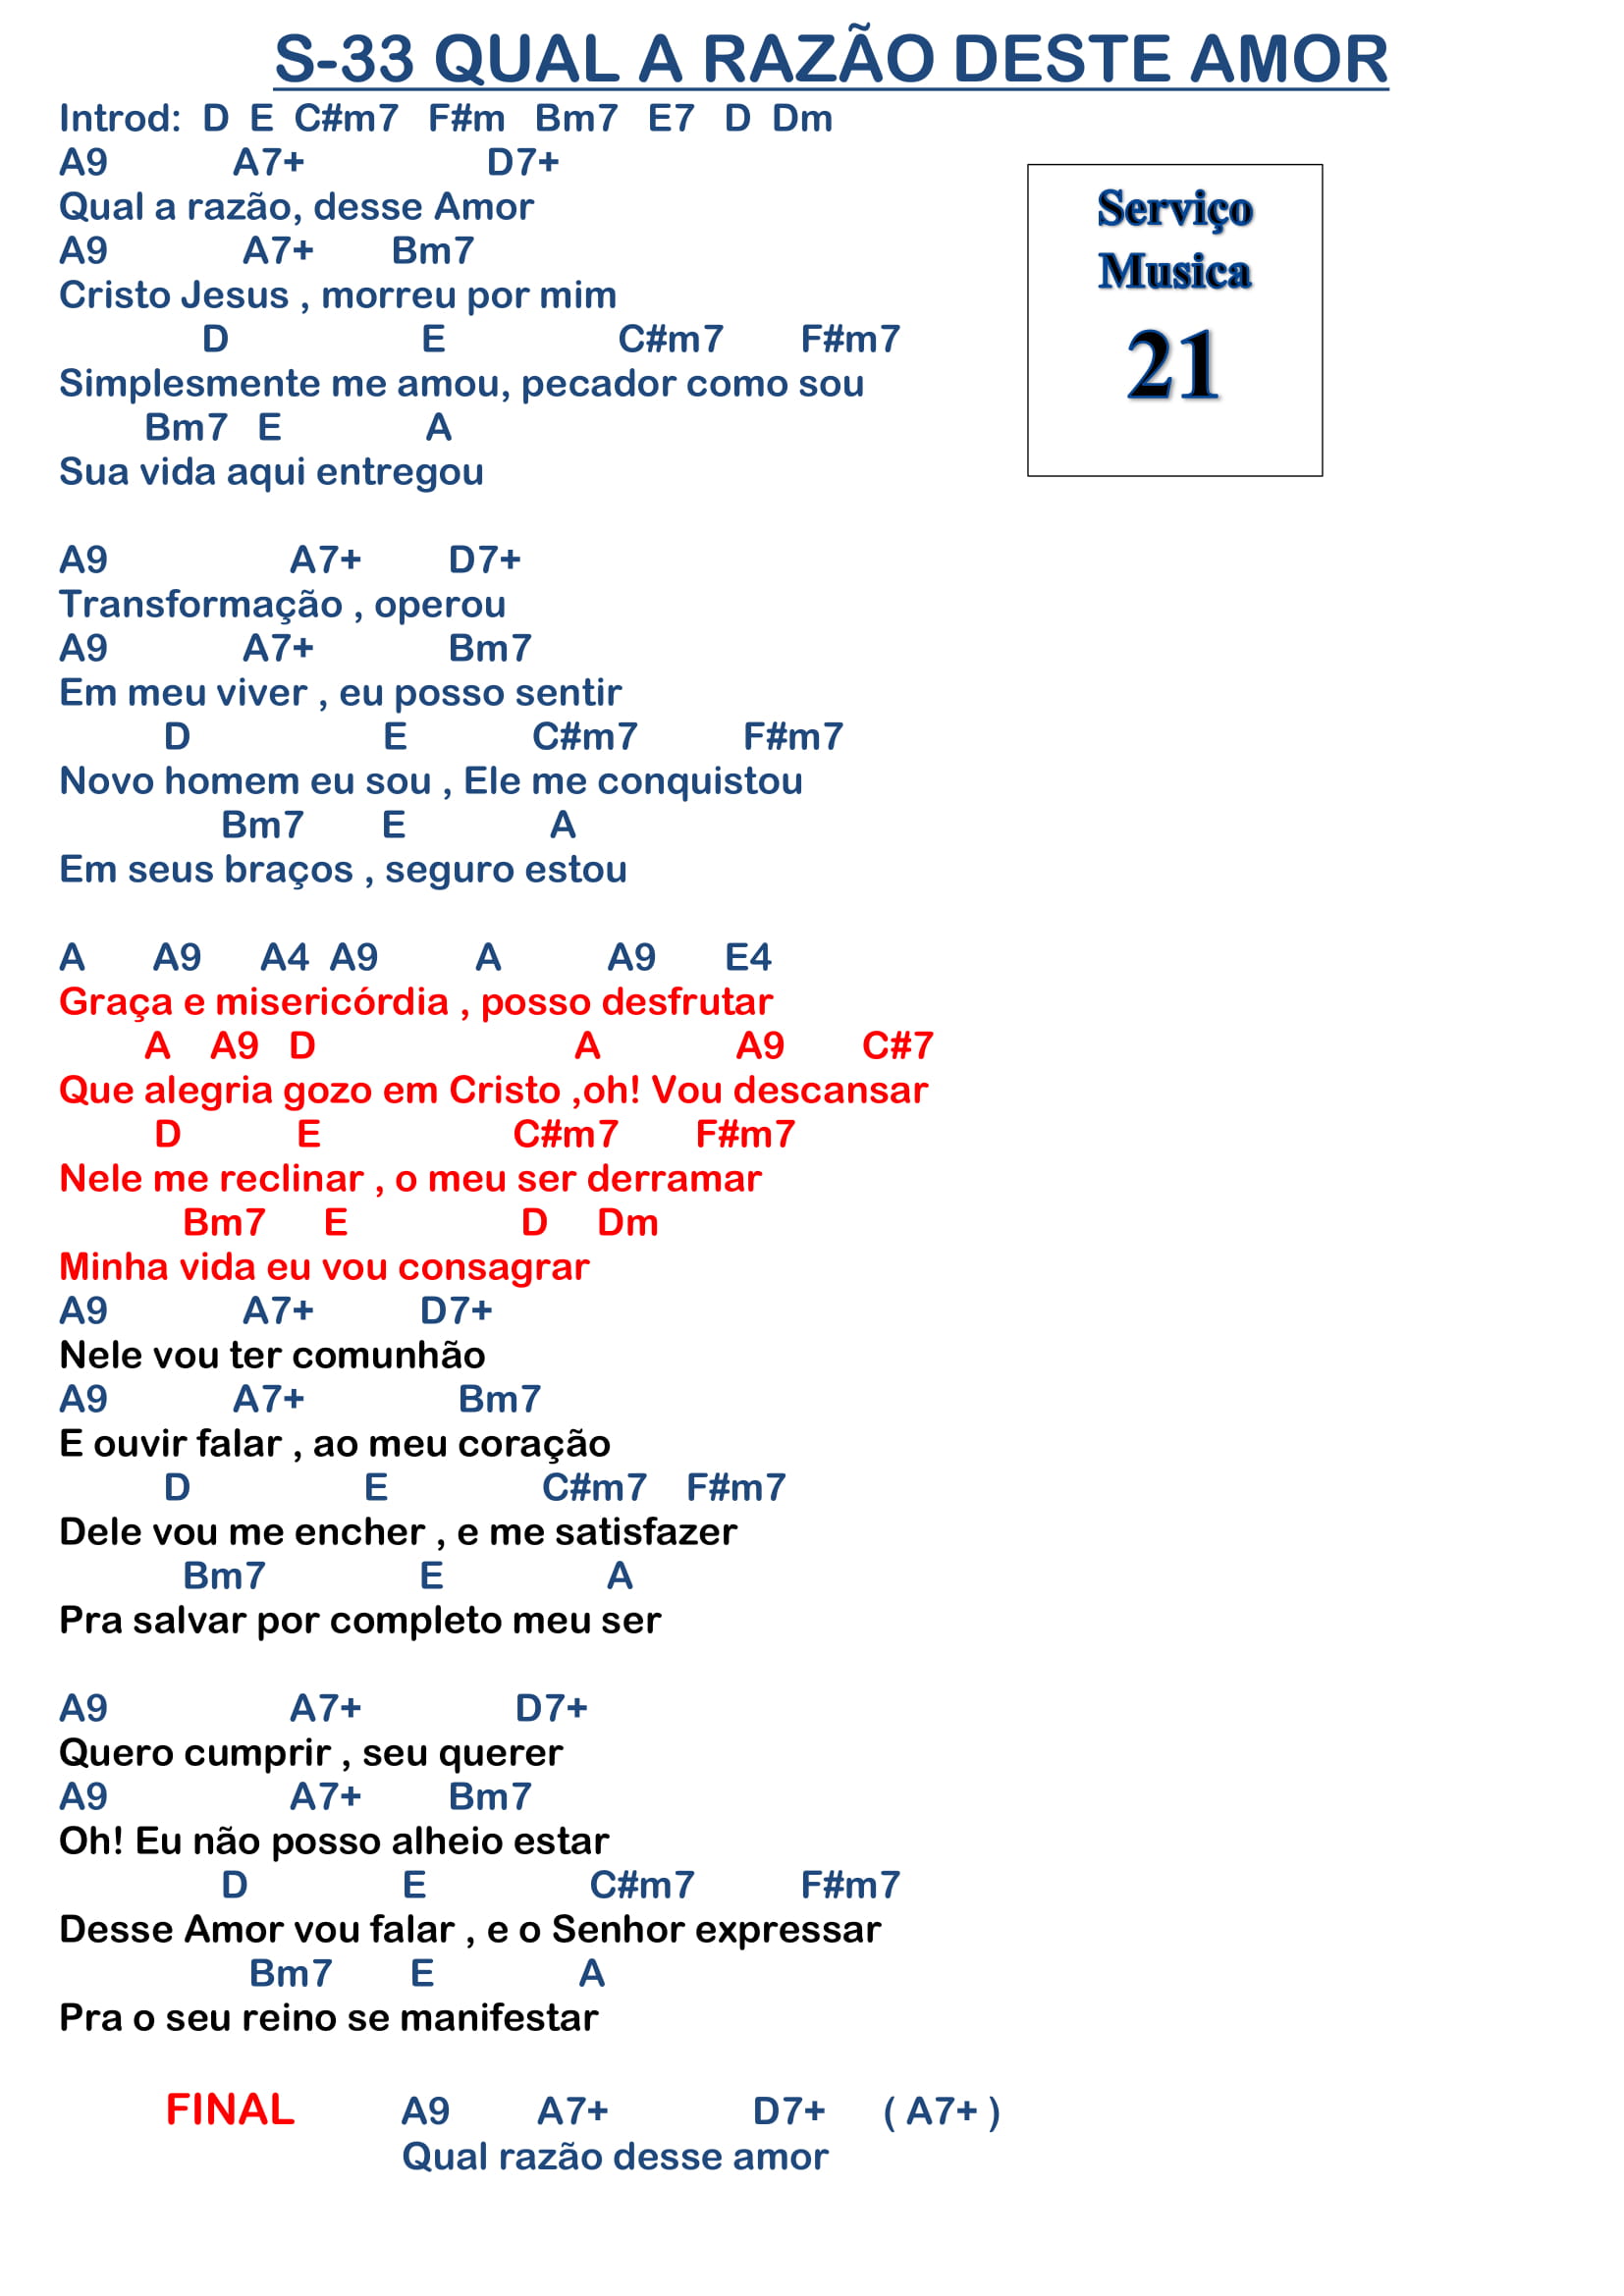 S-33 QUAL A RAZÃO DESTE AMOR
Introd: D E C#m7 F#m Bm7 E7 D Dm
A9 A7+ D7+
Qual a razão, desse Amor
A9 A7+ Bm7
Cristo Jesus , morreu por mim
D E C#m7 F#m7
Simplesmente me amou, pecador como sou
Bm7 E A
Sua vida aqui entregou
Serviço
Musica
21
A9 A7+ D7+
Transformação , operou
A9 A7+ Bm7
Em meu viver , eu posso sentir
D E C#m7 F#m7
Novo homem eu sou , Ele me conquistou
Bm7 E A
Em seus braços , seguro estou
A A9 A4 A9 A A9 E4
Graça e misericórdia , posso desfrutar
A A9 D A A9 C#7
Que alegria gozo em Cristo ,oh! Vou descansar
D E C#m7 F#m7
Nele me reclinar , o meu ser derramar
Bm7 E D Dm
Minha vida eu vou consagrar
A9 A7+ D7+
Nele vou ter comunhão
A9 A7+ Bm7
E ouvir falar , ao meu coração
D E C#m7 F#m7
Dele vou me encher , e me satisfazer
Bm7 E A
Pra salvar por completo meu ser
A9 A7+ D7+
Quero cumprir , seu querer
A9 A7+ Bm7
Oh! Eu não posso alheio estar
D E C#m7 F#m7
Desse Amor vou falar , e o Senhor expressar
Bm7 E A
Pra o seu reino se manifestar
FINAL A9 A7+ D7+ ( A7+ )
Qual razão desse amor